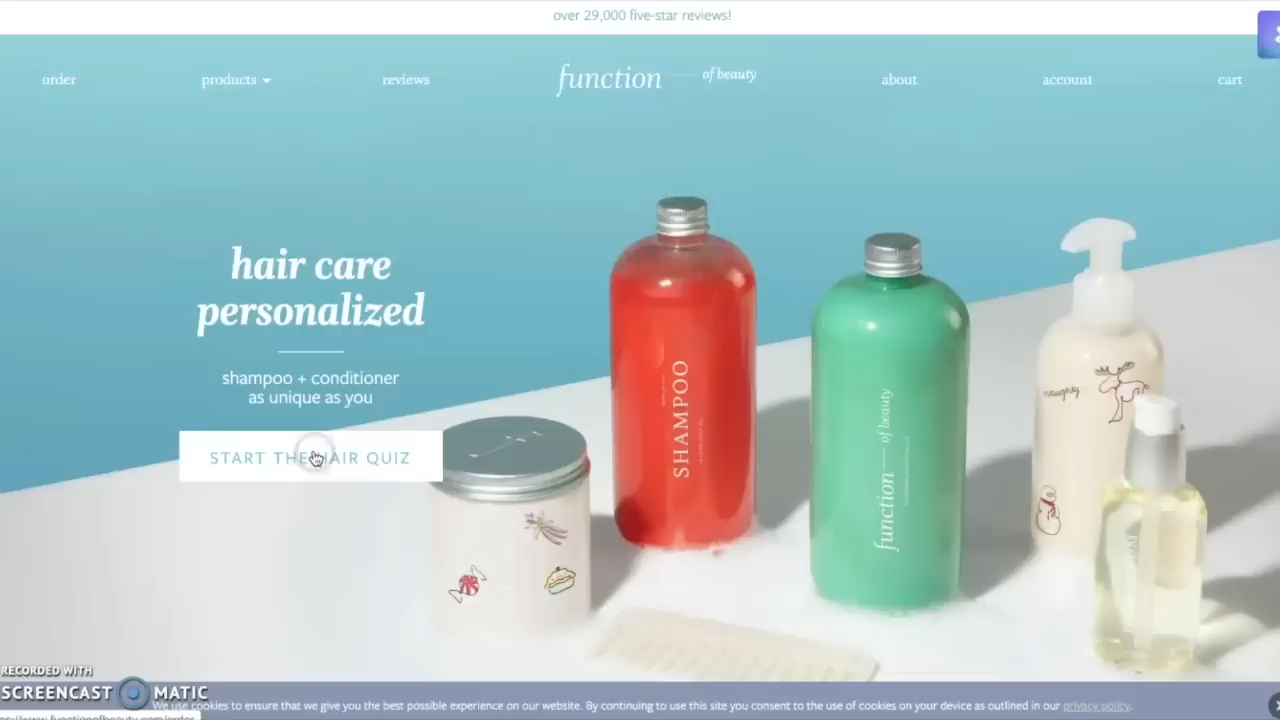 over 29,000 five-star reviews!
order products reviews function of beauty about account cart
hair care
personalized
shampoo + conditioner
as unique as you
START THE HAIR QUIZ
SHAMPOO
function of beauty
naughty
RECORDED WITH
SCREENCAST MATIC
We use cookies to ensure that we give you the best possible experience on our website. By continuing to use this site you consent to the use of cookies on your device as outlined in our privacy policy.